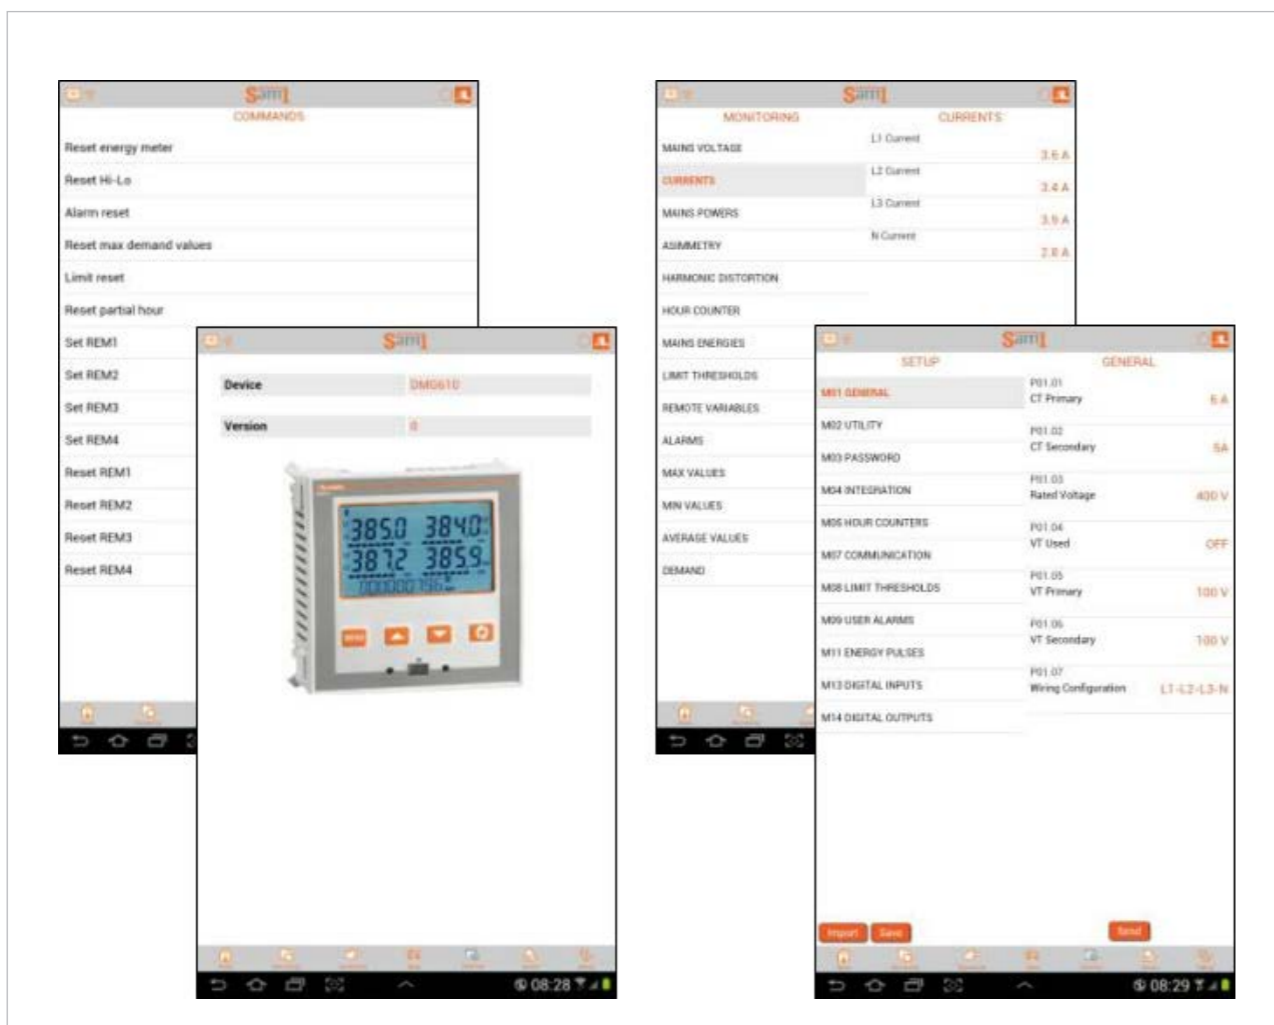 Sam1
COMMANDS
Reset energy meter
Reset Hi-Lo
Alarm reset
Reset max demand values
Limit reset
Reset partial hour
Set REM1
Set REM2
Set REM3
Set REM4
Reset REM1
Reset REM2
Reset REM3
Reset REM4
Sam1
Device DMG610
Version 0
385.0 384.0
387.2 385.9
08:28
Sam1
MONITORING CURRENTS
MAINS VOLTAGE
CURRENTS
MAINS POWERS
ASIMMETRY
HARMONIC DISTORTION
HOUR COUNTER
MAINS ENERGIES
LIMIT THRESHOLDS
REMOTE VARIABLES
ALARMS
MAX VALUES
MIN VALUES
AVERAGE VALUES
DEMAND
L1 Current
3.6 A
L2 Current
3.4 A
L3 Current
3.9 A
N Current
2.8 A
Sam1
SETUP GENERAL
M01 GENERAL
M02 UTILITY
M03 PASSWORD
M04 INTEGRATION
M05 HOUR COUNTERS
M07 COMMUNICATION
M08 LIMIT THRESHOLDS
M09 USER ALARMS
M11 ENERGY PULSES
M13 DIGITAL INPUTS
M14 DIGITAL OUTPUTS
P01.01
CT Primary 6 A
P01.02
CT Secondary 5A
P01.03
Rated Voltage 400 V
P01.04
VT Used OFF
P01.05
VT Primary 100 V
P01.06
VT Secondary 100 V
P01.07
Wiring Configuration L1-L2-L3-N
Import Save Send
08:29